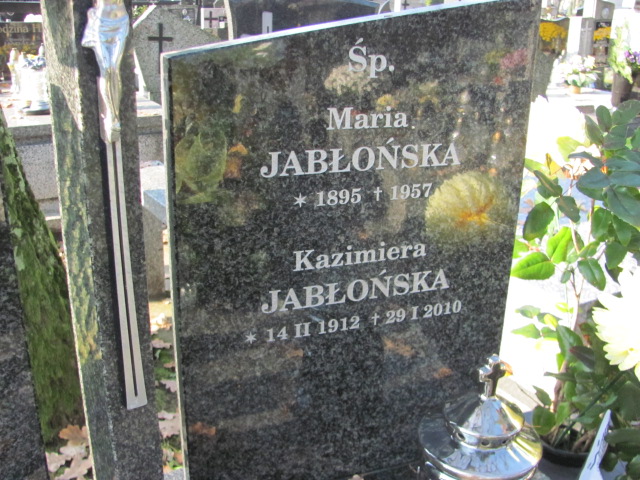 Śp.
Maria
JABŁOŃSKA
* 1895 † 1957
Kazimiera
JABŁOŃSKA
* 14 II 1912 † 29 I 2010